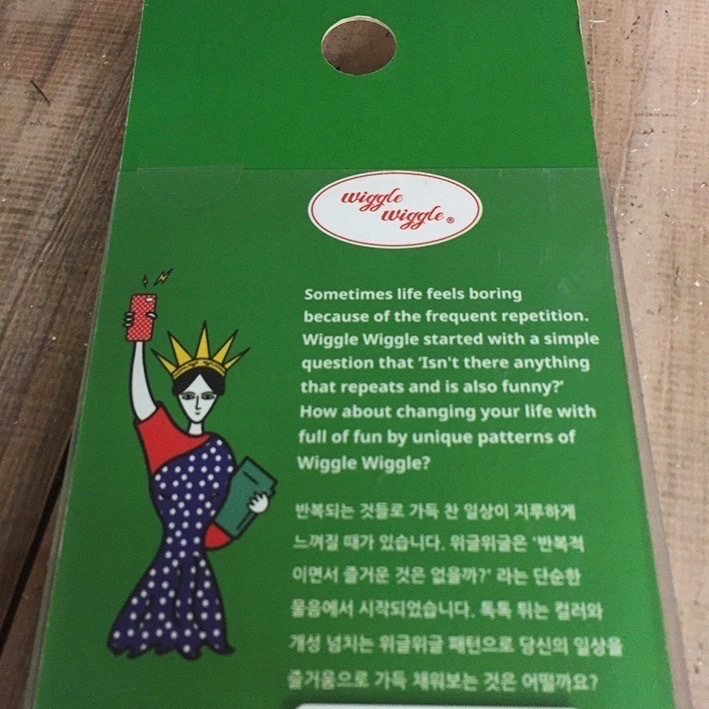 wiggle
wiggle®
Sometimes life feels boring
because of the frequent repetition.
Wiggle Wiggle started with a simple
question that 'Isn't there anything
that repeats and is also funny?'
How about changing your life with
full of fun by unique patterns of
Wiggle Wiggle?
반복되는 것들로 가득 찬 일상이 지루하게
느껴질 때가 있습니다. 위글위글은 '반복적
이면서 즐거운 것은 없을까?' 라는 단순한
물음에서 시작되었습니다. 톡톡 튀는 컬러와
개성 넘치는 위글위글 패턴으로 당신의 일상을
즐거움으로 가득 채워보는 것은 어떨까요?